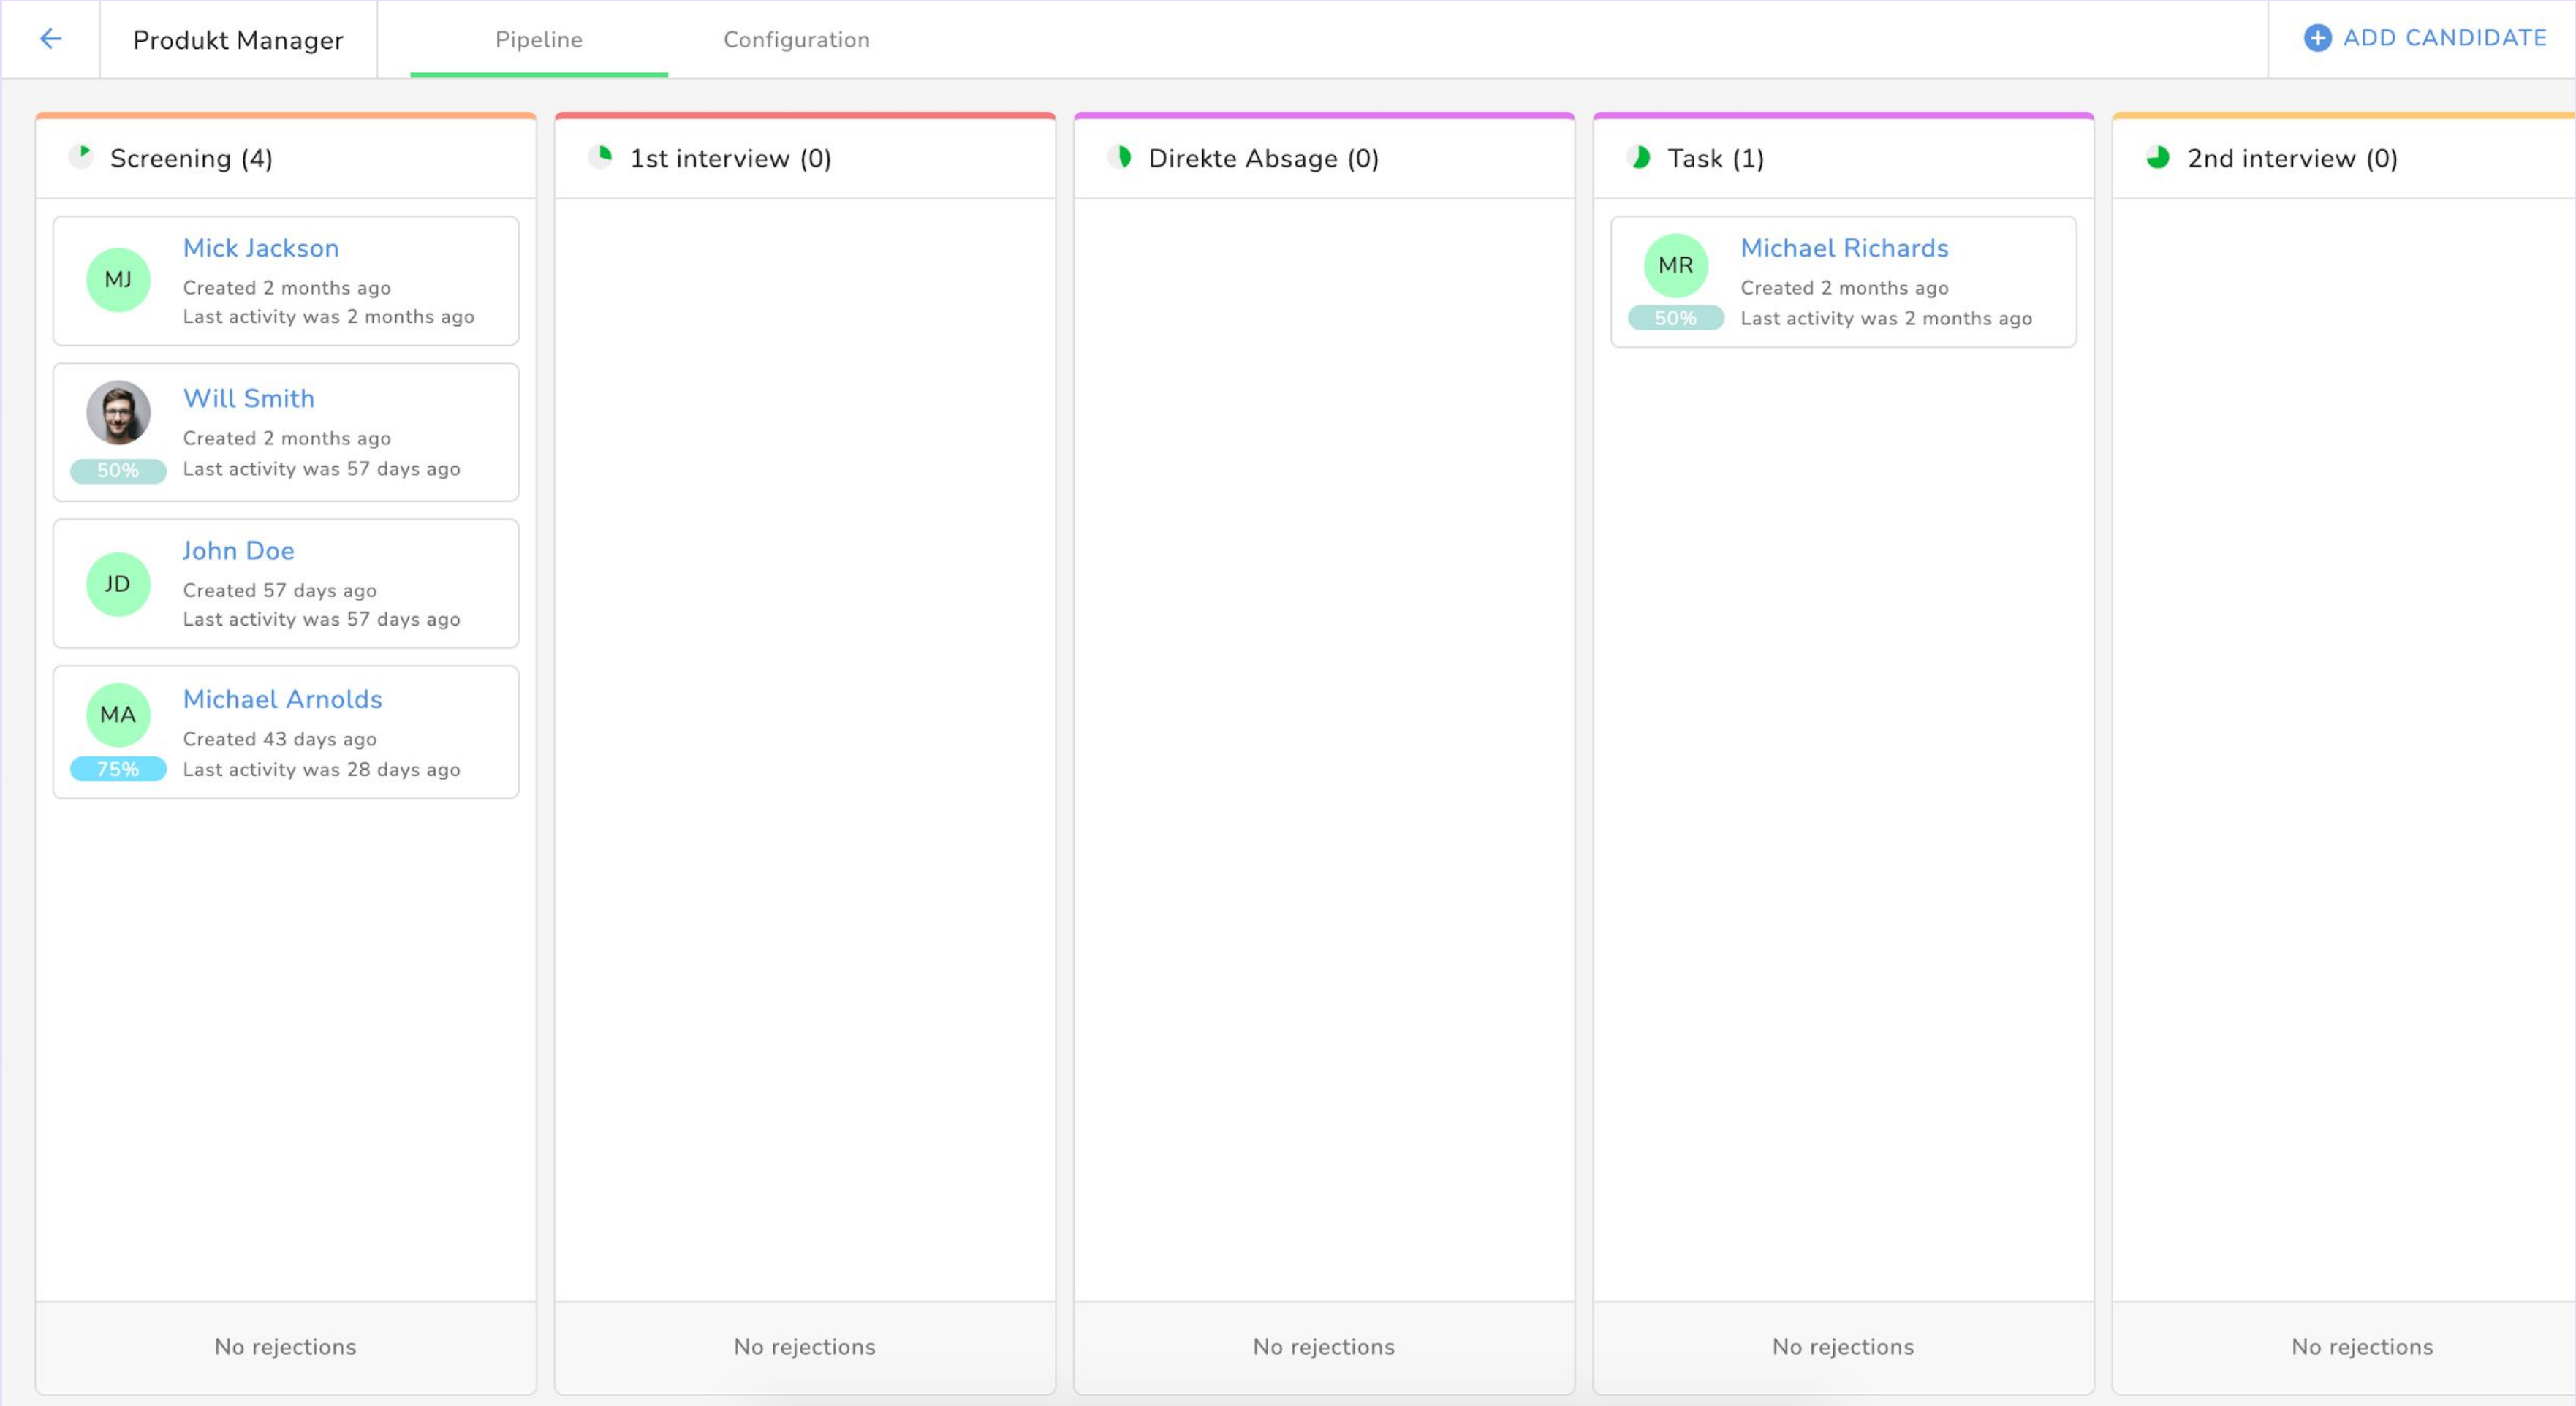 Produkt Manager
Pipeline
Configuration
ADD CANDIDATE
Screening (4)
MJ
Mick Jackson
Created 2 months ago
Last activity was 2 months ago
Will Smith
Created 2 months ago
50%
Last activity was 57 days ago
JD
John Doe
Created 57 days ago
Last activity was 57 days ago
MA
Michael Arnolds
Created 43 days ago
75%
Last activity was 28 days ago
No rejections
1st interview (0)
No rejections
Direkte Absage (0)
No rejections
Task (1)
MR
Michael Richards
Created 2 months ago
50%
Last activity was 2 months ago
No rejections
2nd interview (0)
No rejections